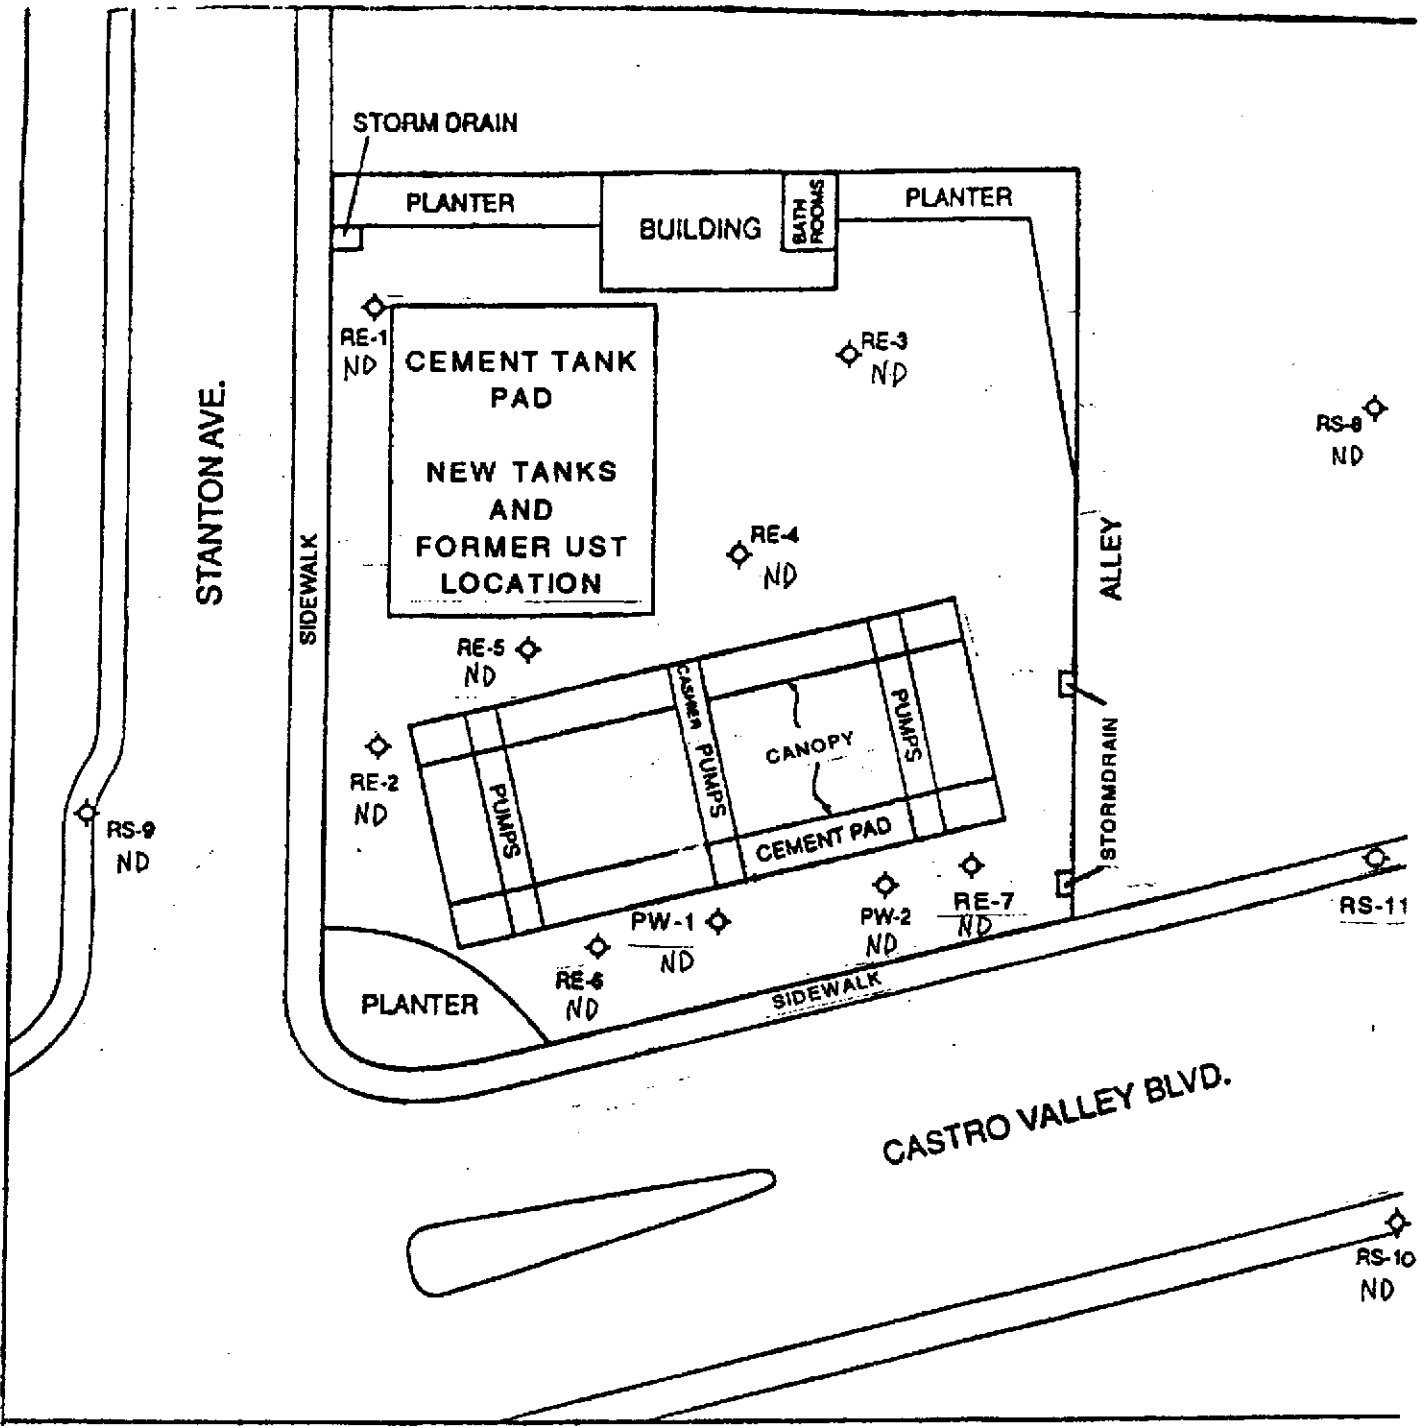 STORM DRAIN
PLANTER
BUILDING
BATH
ROOMS
PLANTER
RE-1
ND
CEMENT TANK
PAD
NEW TANKS
AND
FORMER UST
LOCATION
RE-3
ND
RS-8
ND
STANTON AVE.
SIDEWALK
RE-4
ND
ALLEY
RE-5
ND
CASHIER
PUMPS
PUMPS
CANOPY
PUMPS
STORMDRAIN
RE-2
ND
RS-9
ND
CEMENT PAD
PW-1
ND
PW-2
ND
RE-7
ND
RS-11
RE-6
ND
PLANTER
SIDEWALK
CASTRO VALLEY BLVD.
RS-10
ND